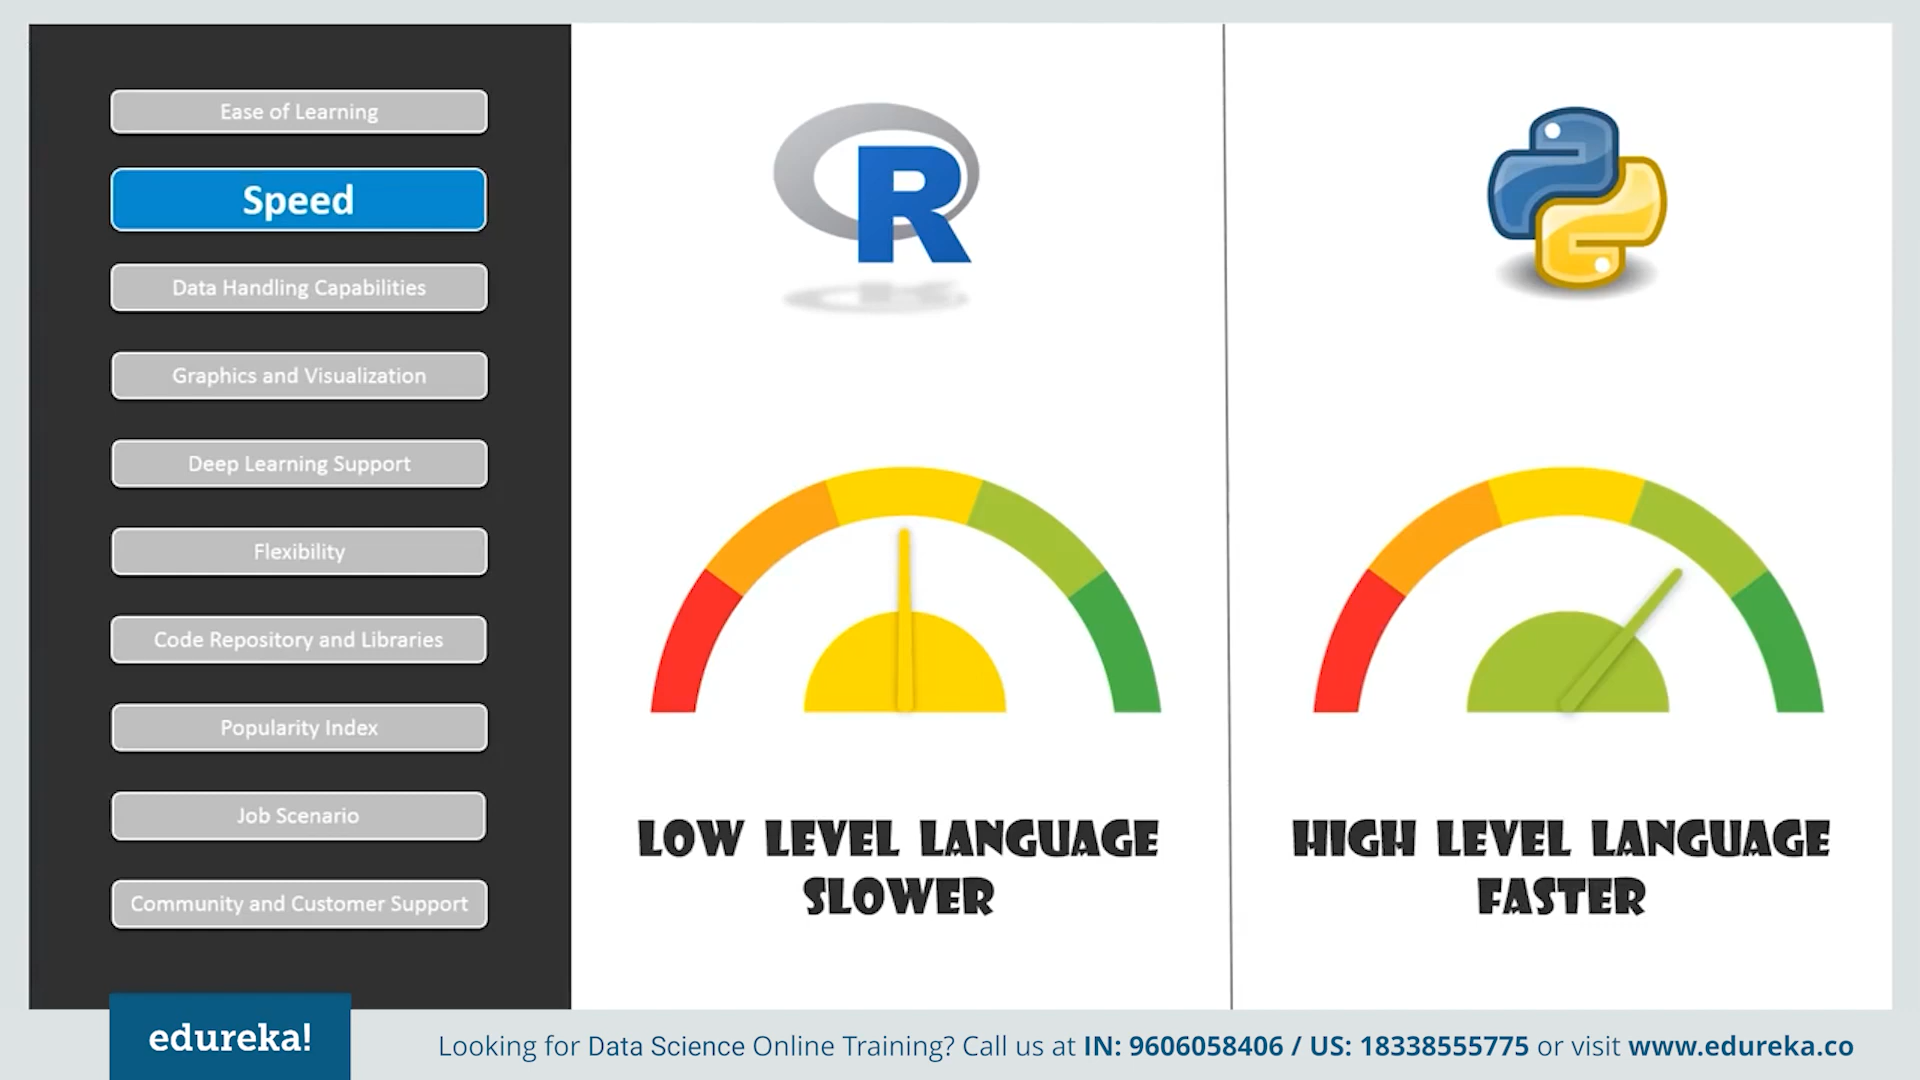 Ease of Learning
Speed
Data Handling Capabilities
Graphics and Visualization
Deep Learning Support
Flexibility
Code Repository and Libraries
Popularity Index
Job Scenario
Community and Customer Support
R
LOW LEVEL LANGUAGE
SLOWER
HIGH LEVEL LANGUAGE
FASTER
edureka!
Looking for Data Science Online Training? Call us at IN: 9606058406 / US: 18338555775 or visit www.edureka.co